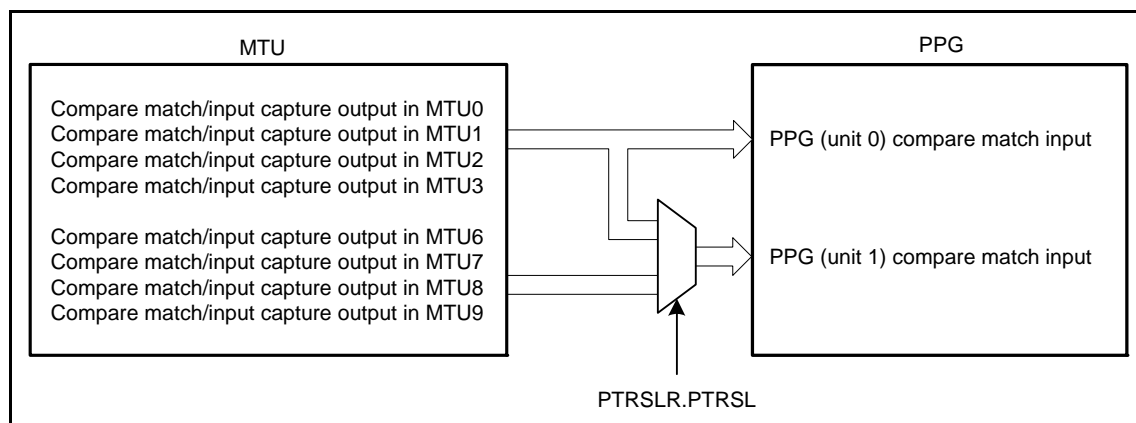 MTU
PPG
Compare match/input capture output in MTU0
Compare match/input capture output in MTU1
Compare match/input capture output in MTU2
Compare match/input capture output in MTU3
Compare match/input capture output in MTU6
Compare match/input capture output in MTU7
Compare match/input capture output in MTU8
Compare match/input capture output in MTU9
PPG (unit 0) compare match input
PPG (unit 1) compare match input
PTRSLR.PTRSL